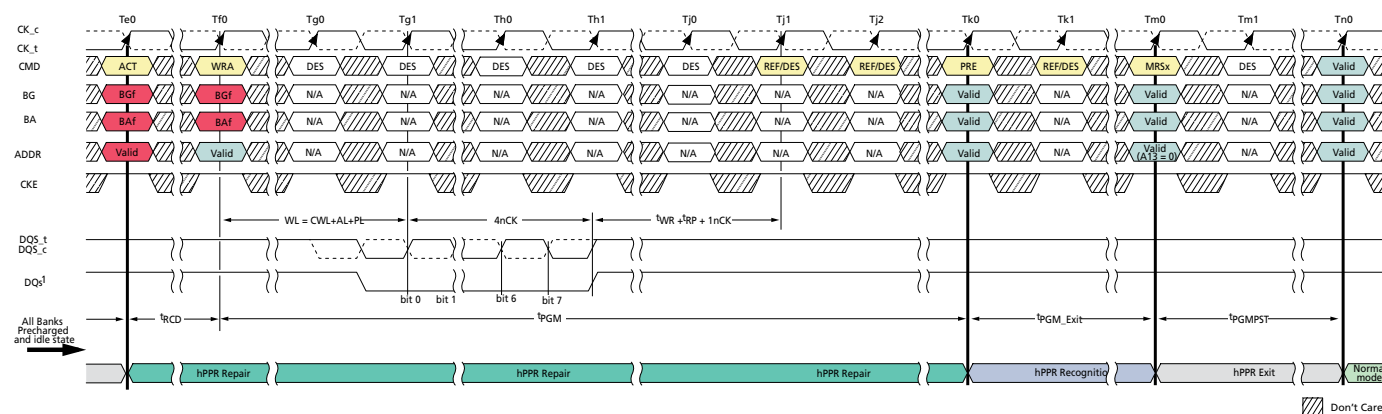 Te0 Tf0 Tg0 Tg1 Th0 Th1 Tj0 Tj1 Tj2 Tk0 Tk1 Tm0 Tm1 Tn0
CK_c
CK_t
CMD ACT WRA DES DES DES DES DES REF/DES REF/DES PRE REF/DES MRSx DES Valid
BG BGf BGf N/A N/A N/A N/A N/A N/A N/A Valid N/A Valid N/A Valid
BA BAf BAf N/A N/A N/A N/A N/A N/A N/A Valid N/A Valid N/A Valid
ADDR Valid Valid N/A N/A N/A N/A N/A N/A N/A Valid N/A Valid (A13 = 0) N/A Valid
CKE
WL = CWL+AL+PL 4nCK tWR +tRP + 1nCK
DQS_t
DQS_c
DQs1
bit 0 bit 1 bit 6 bit 7
All Banks
Precharged
and idle state
tRCD tPGM tPGM_Exit tPGMPST
hPPR Repair hPPR Repair hPPR Repair hPPR Recognitio hPPR Exit Norma
mode
Don't Care